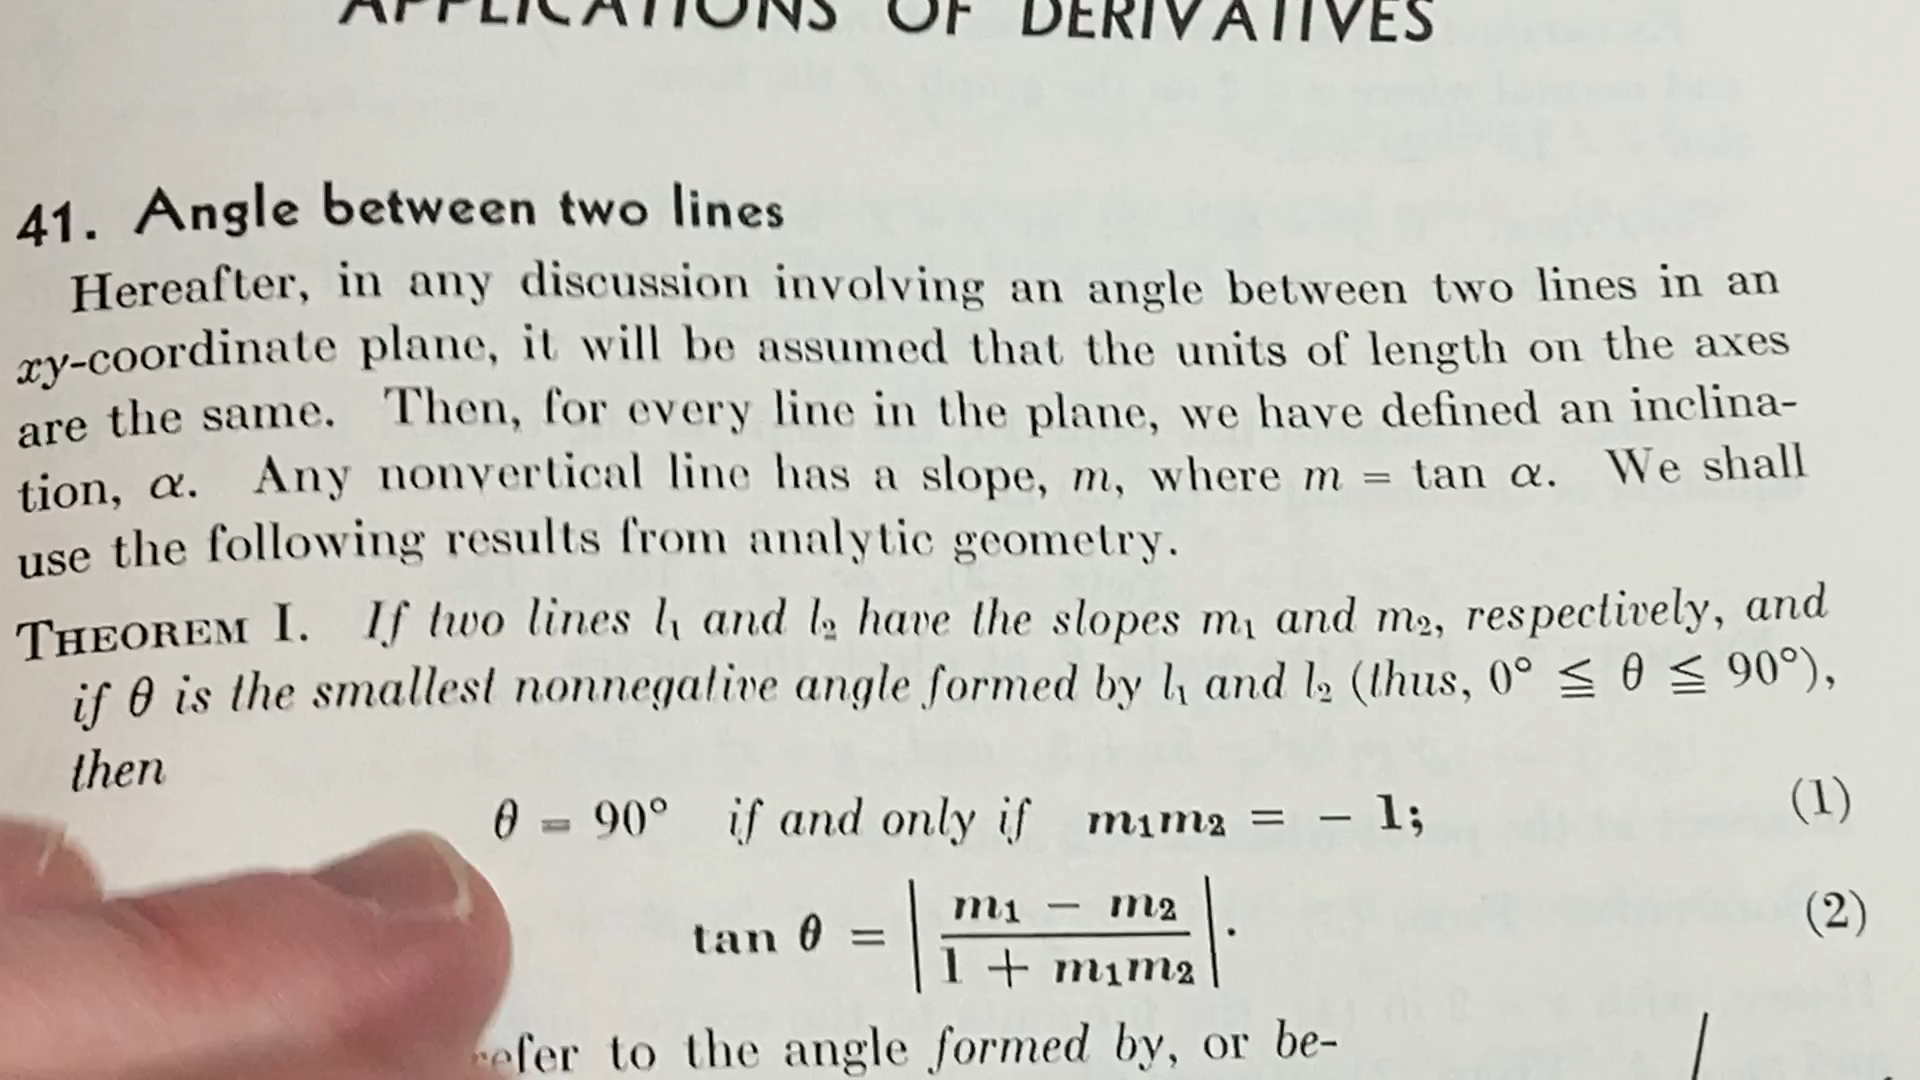 APPLICATIONS OF DERIVATIVES
41. Angle between two lines
Hereafter, in any discussion involving an angle between two lines in an
xy-coordinate plane, it will be assumed that the units of length on the axes
are the same. Then, for every line in the plane, we have defined an inclina-
tion, α. Any nonvertical line has a slope, m, where m = tan α. We shall
use the following results from analytic geometry.
THEOREM I. If two lines l₁ and l₂ have the slopes m₁ and m₂, respectively, and
if θ is the smallest nonnegative angle formed by l₁ and l₂ (thus, 0° ≦ θ ≦ 90°),
then
θ = 90° if and only if m₁m₂ = − 1; (1)
tan θ = | (m₁ − m₂) / (1 + m₁m₂) |. (2)
to the angle formed by, or be-